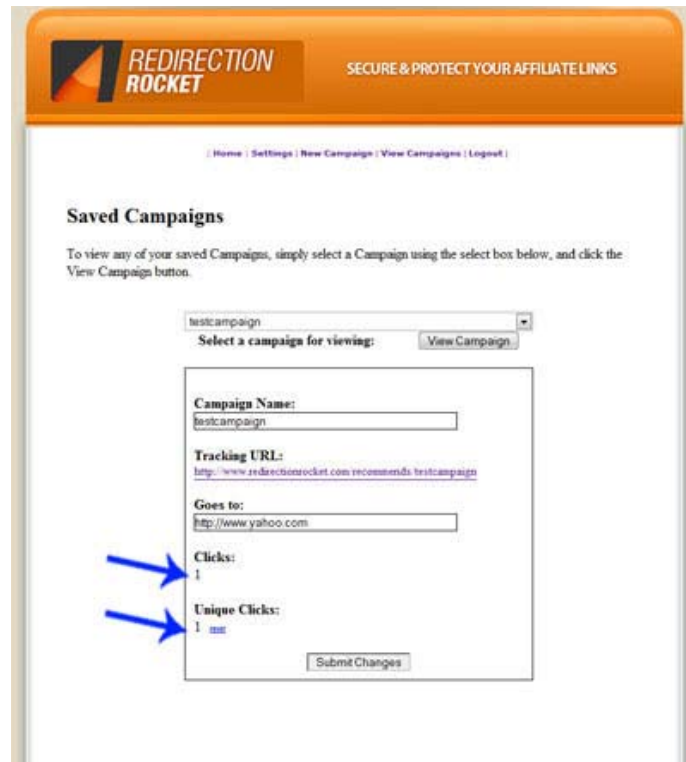 REDIRECTION
ROCKET
SECURE & PROTECT YOUR AFFILIATE LINKS
| Home | Settings | New Campaign | View Campaigns | Logout |
Saved Campaigns
To view any of your saved Campaigns, simply select a Campaign using the select box below, and click the
View Campaign button.
testcampaign
Select a campaign for viewing:
View Campaign
Campaign Name:
testcampaign
Tracking URL:
http://www.redirectionrocket.com/recommends/testcampaign
Goes to:
http://www.yahoo.com
Clicks:
1
Unique Clicks:
1
Submit Changes